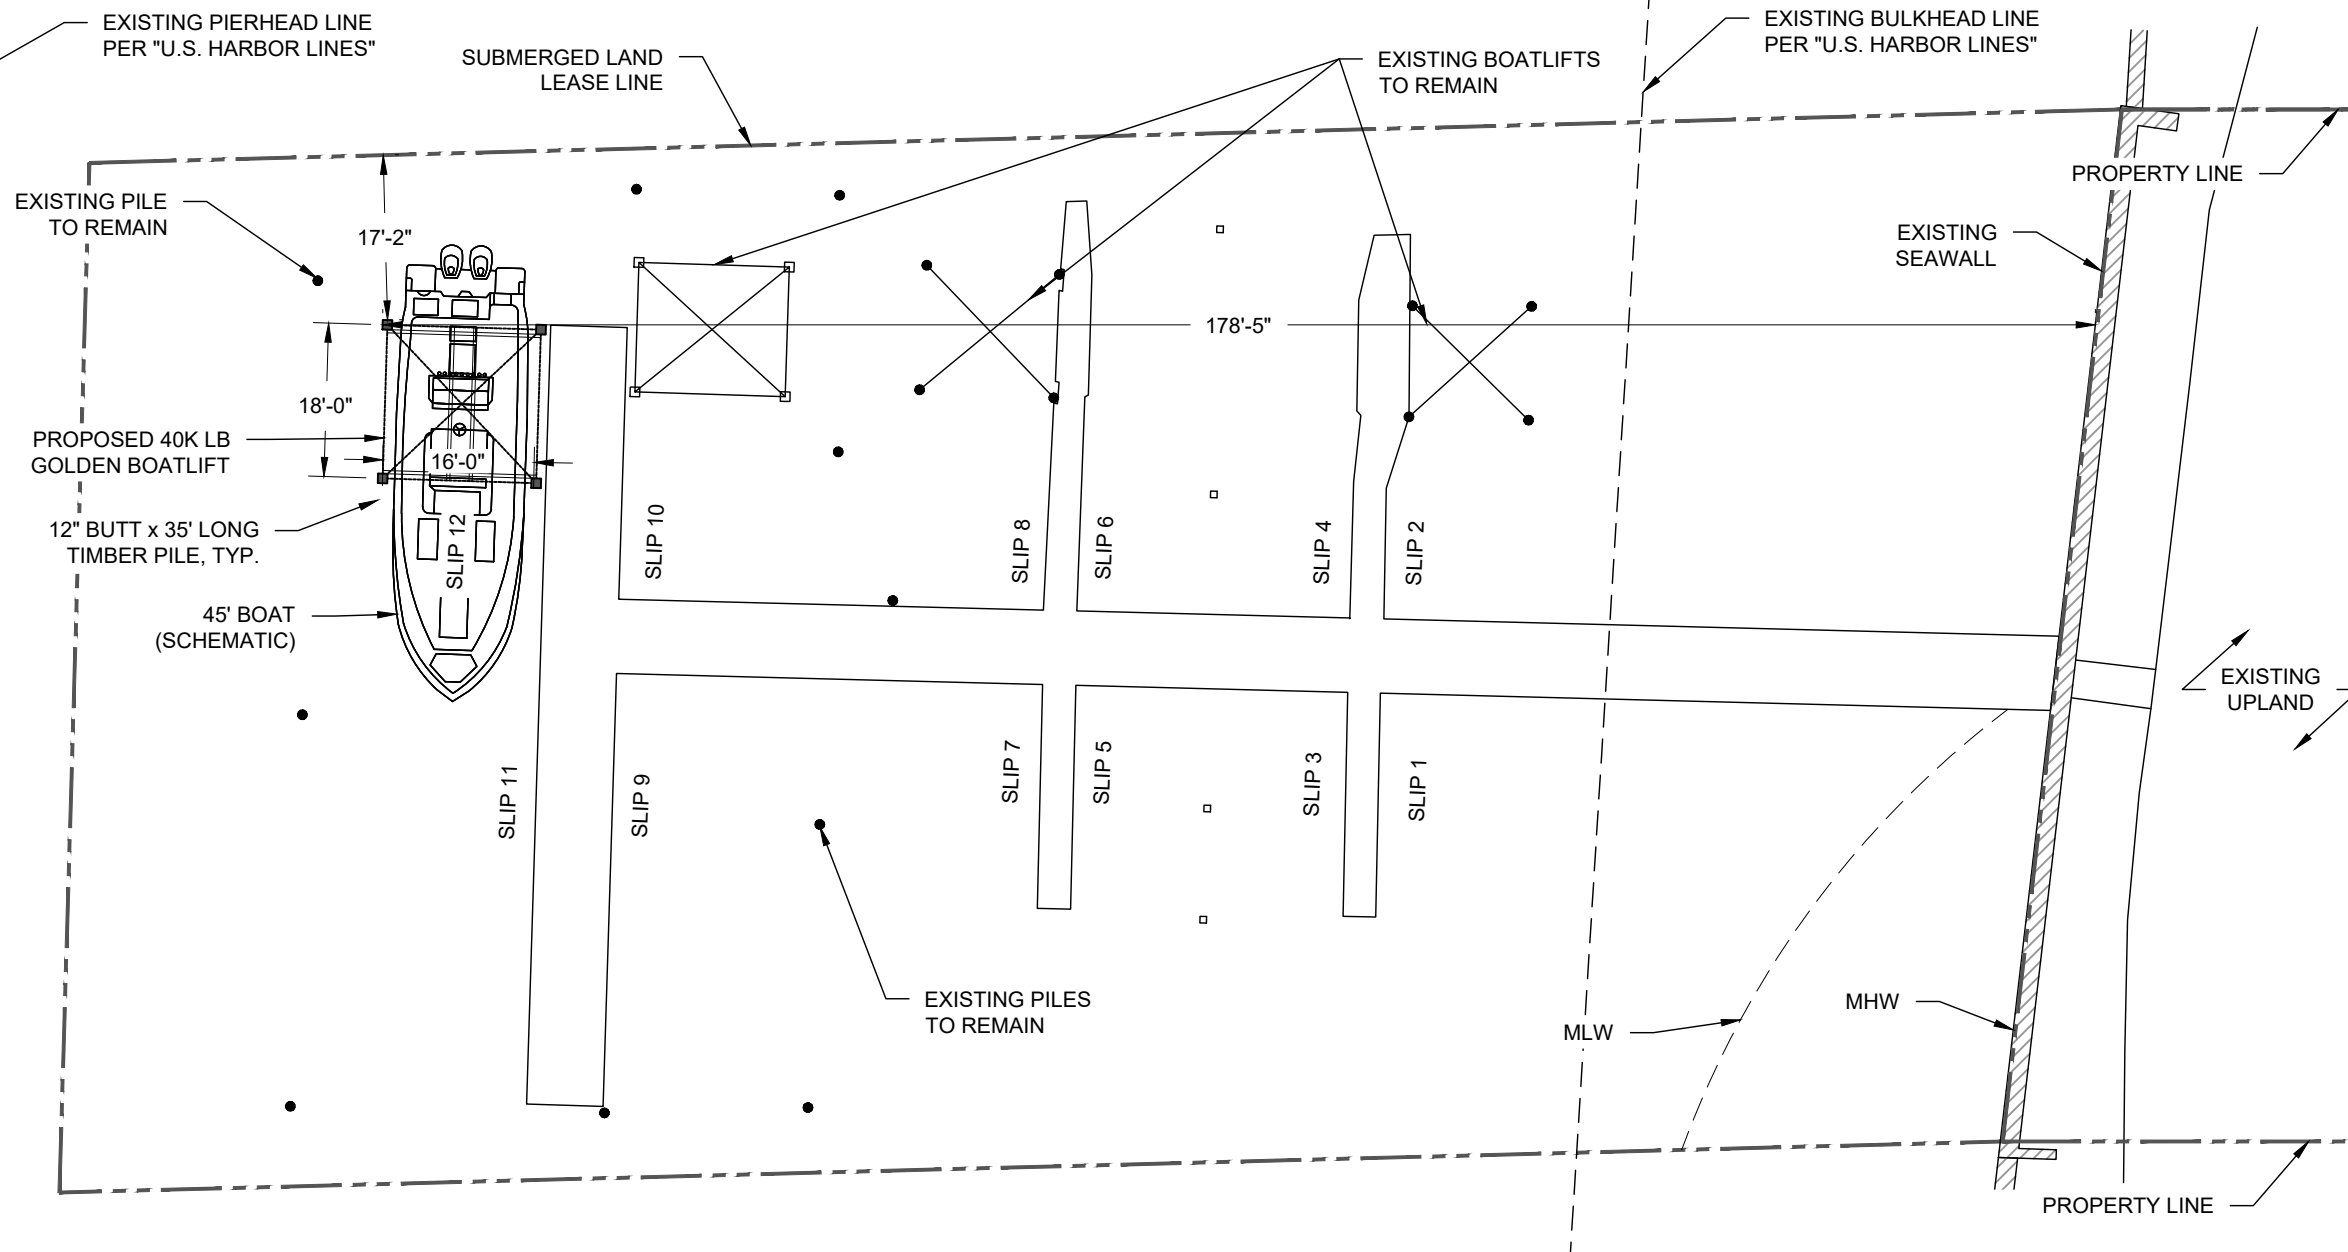 EXISTING PIERHEAD LINE
PER "U.S. HARBOR LINES"
SUBMERGED LAND
LEASE LINE
EXISTING BOATLIFTS
TO REMAIN
EXISTING BULKHEAD LINE
PER "U.S. HARBOR LINES"
PROPERTY LINE
EXISTING PILE
TO REMAIN
17'-2"
EXISTING
SEAWALL
178'-5"
18'-0"
PROPOSED 40K LB
GOLDEN BOATLIFT
16'-0"
12" BUTT x 35' LONG
TIMBER PILE, TYP.
SLIP 12
SLIP 10
SLIP 8
SLIP 6
SLIP 4
SLIP 2
45' BOAT
(SCHEMATIC)
EXISTING
UPLAND
SLIP 11
SLIP 9
SLIP 7
SLIP 5
SLIP 3
SLIP 1
EXISTING PILES
TO REMAIN
MLW
MHW
PROPERTY LINE